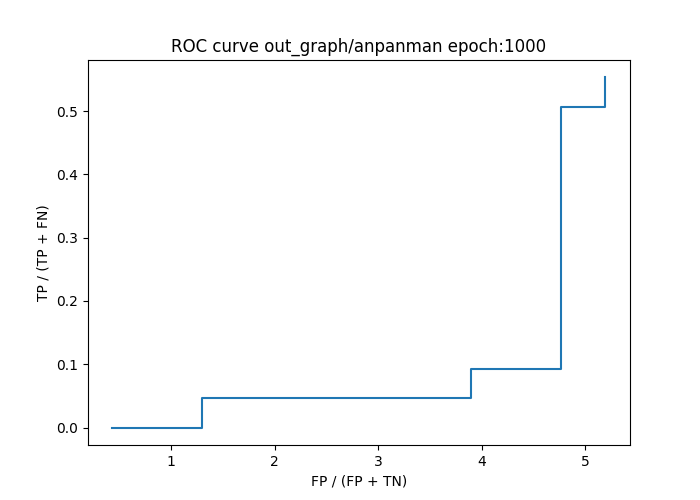 ROC curve out_graph/anpanman epoch:1000
TP / (TP + FN)
0.5
0.4
0.3
0.2
0.1
0.0
1 2 3 4 5
FP / (FP + TN)